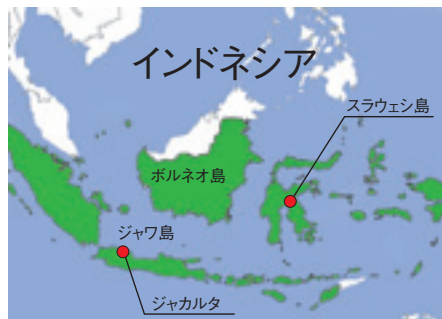 インドネシア
スラウェシ島
ボルネオ島
ジャワ島
ジャカルタ